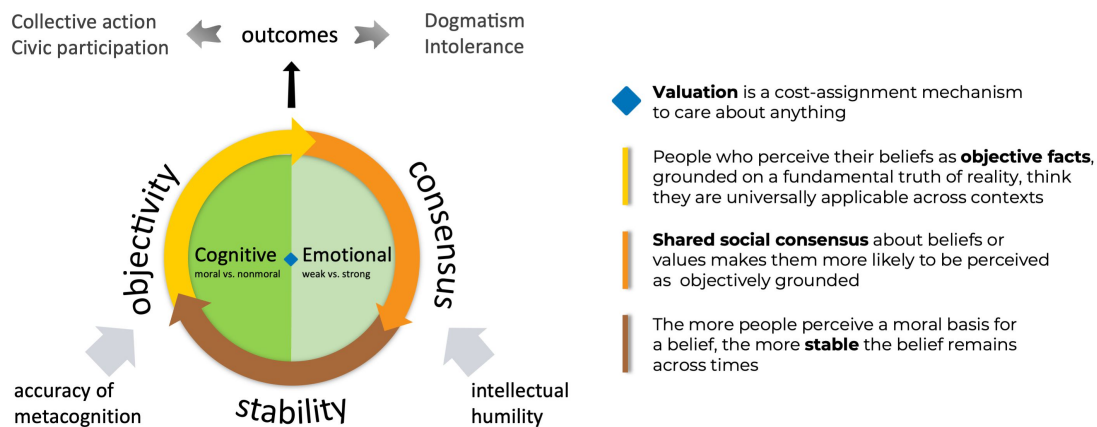 Collective action
Civic participation
outcomes
Dogmatism
Intolerance
objectivity
consensus
Cognitive
moral vs. nonmoral
Emotional
weak vs. strong
stability
accuracy of
metacognition
intellectual
humility
Valuation is a cost-assignment mechanism
to care about anything
People who perceive their beliefs as objective facts,
grounded on a fundamental truth of reality, think
they are universally applicable across contexts
Shared social consensus about beliefs or
values makes them more likely to be perceived
as objectively grounded
The more people perceive a moral basis for
a belief, the more stable the belief remains
across times